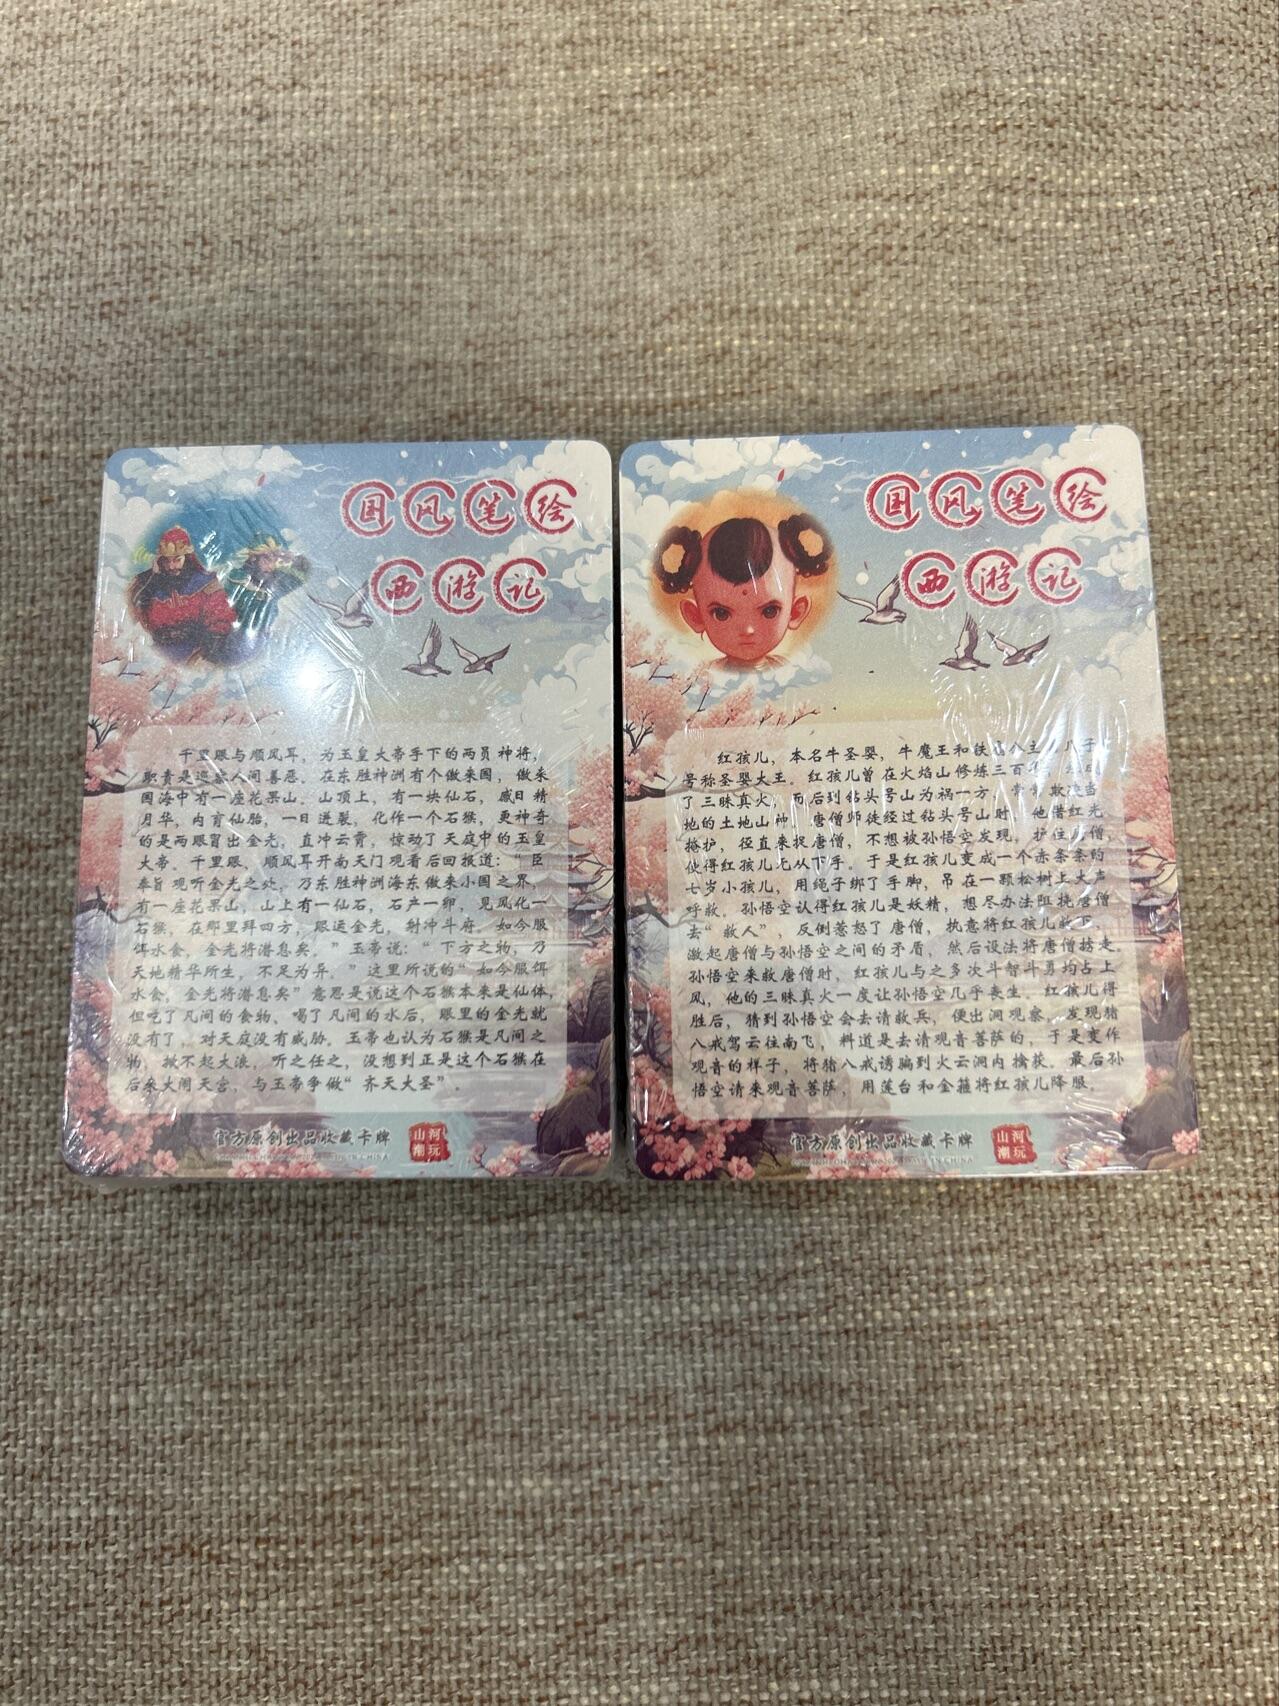 国风笔绘
西游记
千里眼与顺风耳，为玉皇大帝手下的两员神将，
职责是巡察人间善恶。在东胜神洲有个傲来国，傲来
国海中有一座花果山。山顶上，有一块仙石，感日精
月华，内育仙胎，一日迸裂，化作一个石猴，更神奇
的是两眼冒出金光，直冲云霄，惊动了天庭中的玉皇
大帝。千里眼、顺风耳开南天门观看后回报道：“臣
奉旨观听金光之处，乃东胜神洲海东傲来小国之界，
有一座花果山，山上有一仙石，石产一卵，见风化一
石猴，在那里拜四方，眼运金光，射冲斗府。如今服
饵水食，金光将潜息矣。”玉帝说：“下方之物，乃
天地精华所生，不足为异。”这里所说的“如今服饵
水食，金光将潜息矣”意思是说这个石猴本来是仙体，
但吃了凡间的食物、喝了凡间的水后，眼里的金光就
没有了，对天庭没有威胁。玉帝也认为石猴是凡间之
物，掀不起大浪，听之任之，没想到正是这个石猴在
后来大闹天宫，与玉帝争做“齐天大圣”。
官方原创出品收藏卡牌
山河
潮玩
国风笔绘
西游记
红孩儿，本名牛圣婴，牛魔王和铁扇公主的儿子，
号称圣婴大王。红孩儿曾在火焰山修炼三百年，炼成
了三昧真火，而后到钻头号山为祸一方，常常欺凌当
地的土地山神。唐僧师徒经过钻头号山时，他借红光
掩护，径直来捉唐僧，不想被孙悟空发现，护住唐僧，
使得红孩儿无从下手。于是红孩儿变成一个赤条条的
七岁小孩儿，用绳子绑了手脚，吊在一颗松树上大声
呼救。孙悟空认得红孩儿是妖精，想尽办法阻挠唐僧
去“救人”，反倒惹怒了唐僧，执意将红孩儿救下，
激起唐僧与孙悟空之间的矛盾，然后设法将唐僧掳走。
孙悟空来救唐僧时，红孩儿与之多次斗智斗勇均占上
风，他的三昧真火一度让孙悟空几乎丧生。红孩儿得
胜后，猜到孙悟空会去请救兵，便出洞观察，发现猪
八戒驾云往南飞，料道是去请观音菩萨的，于是变作
观音的样子，将猪八戒诱骗到火云洞内擒获。最后孙
悟空请来观音菩萨，用莲台和金箍将红孩儿降服。
官方原创出品收藏卡牌
山河
潮玩